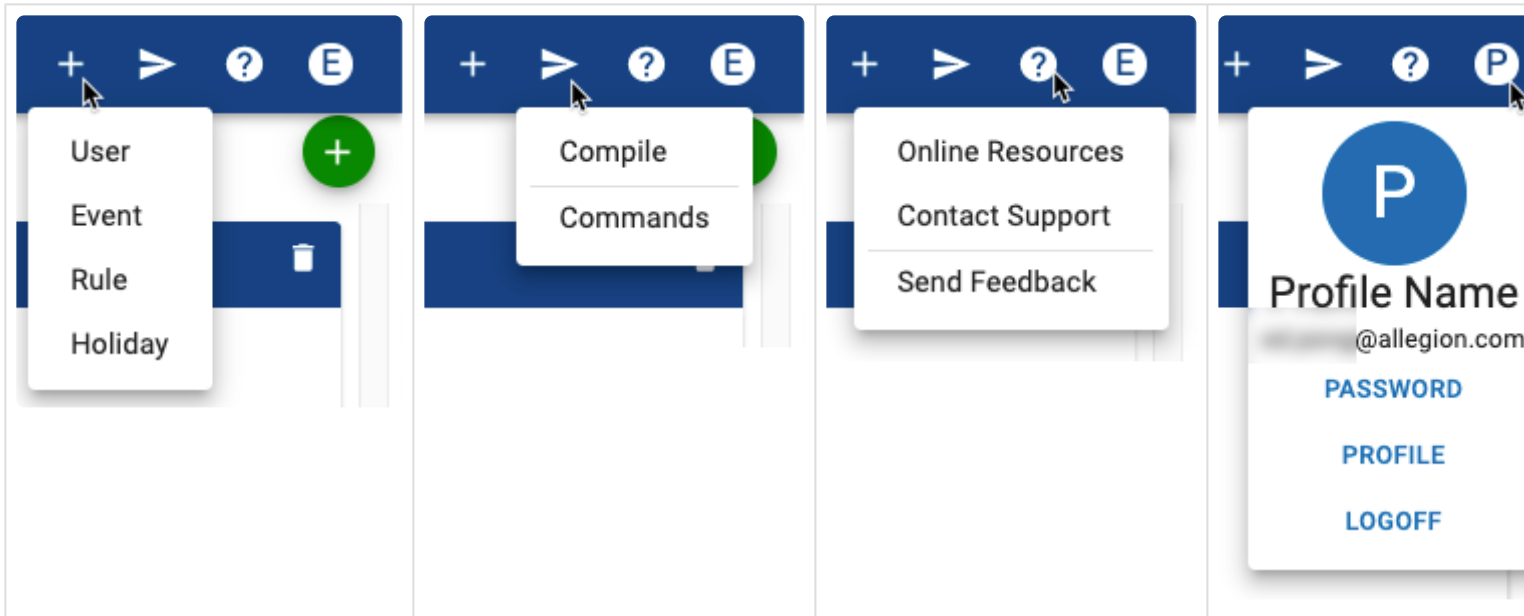 E
User
Event
Rule
Holiday
E
Compile
Commands
E
Online Resources
Contact Support
Send Feedback
P
P
Profile Name
@allegion.com
PASSWORD
PROFILE
LOGOFF